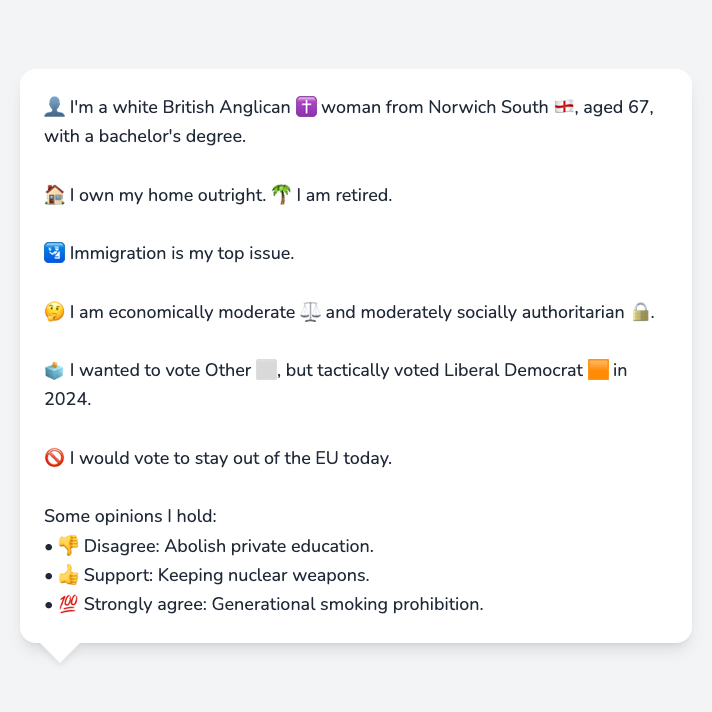 👤 I'm a white British Anglican ✝️ woman from Norwich South 🏴󠁧󠁢󠁥󠁮󠁧󠁿, aged 67,
with a bachelor's degree.
🏠 I own my home outright. 🌴 I am retired.
🛂 Immigration is my top issue.
🤔 I am economically moderate ⚖️ and moderately socially authoritarian 🔒.
🗳️ I wanted to vote Other ⬜, but tactically voted Liberal Democrat 🟧 in
2024.
🚫 I would vote to stay out of the EU today.
Some opinions I hold:
• 👎 Disagree: Abolish private education.
• 👍 Support: Keeping nuclear weapons.
• 💯 Strongly agree: Generational smoking prohibition.